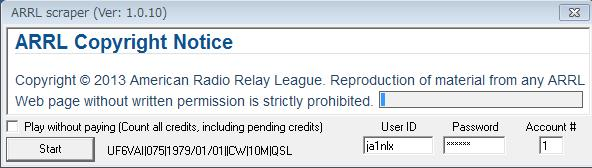 ARRL scraper (Ver: 1.0.10)
ARRL Copyright Notice
Copyright © 2013 American Radio Relay League. Reproduction of material from any ARRL
Web page without written permission is strictly prohibited.
Play without paying (Count all credits, including pending credits)
User ID
Password
Account #
Start
UF6VAI|075|1979/01/01||CW|10M|QSL
ja1nlx
******
1